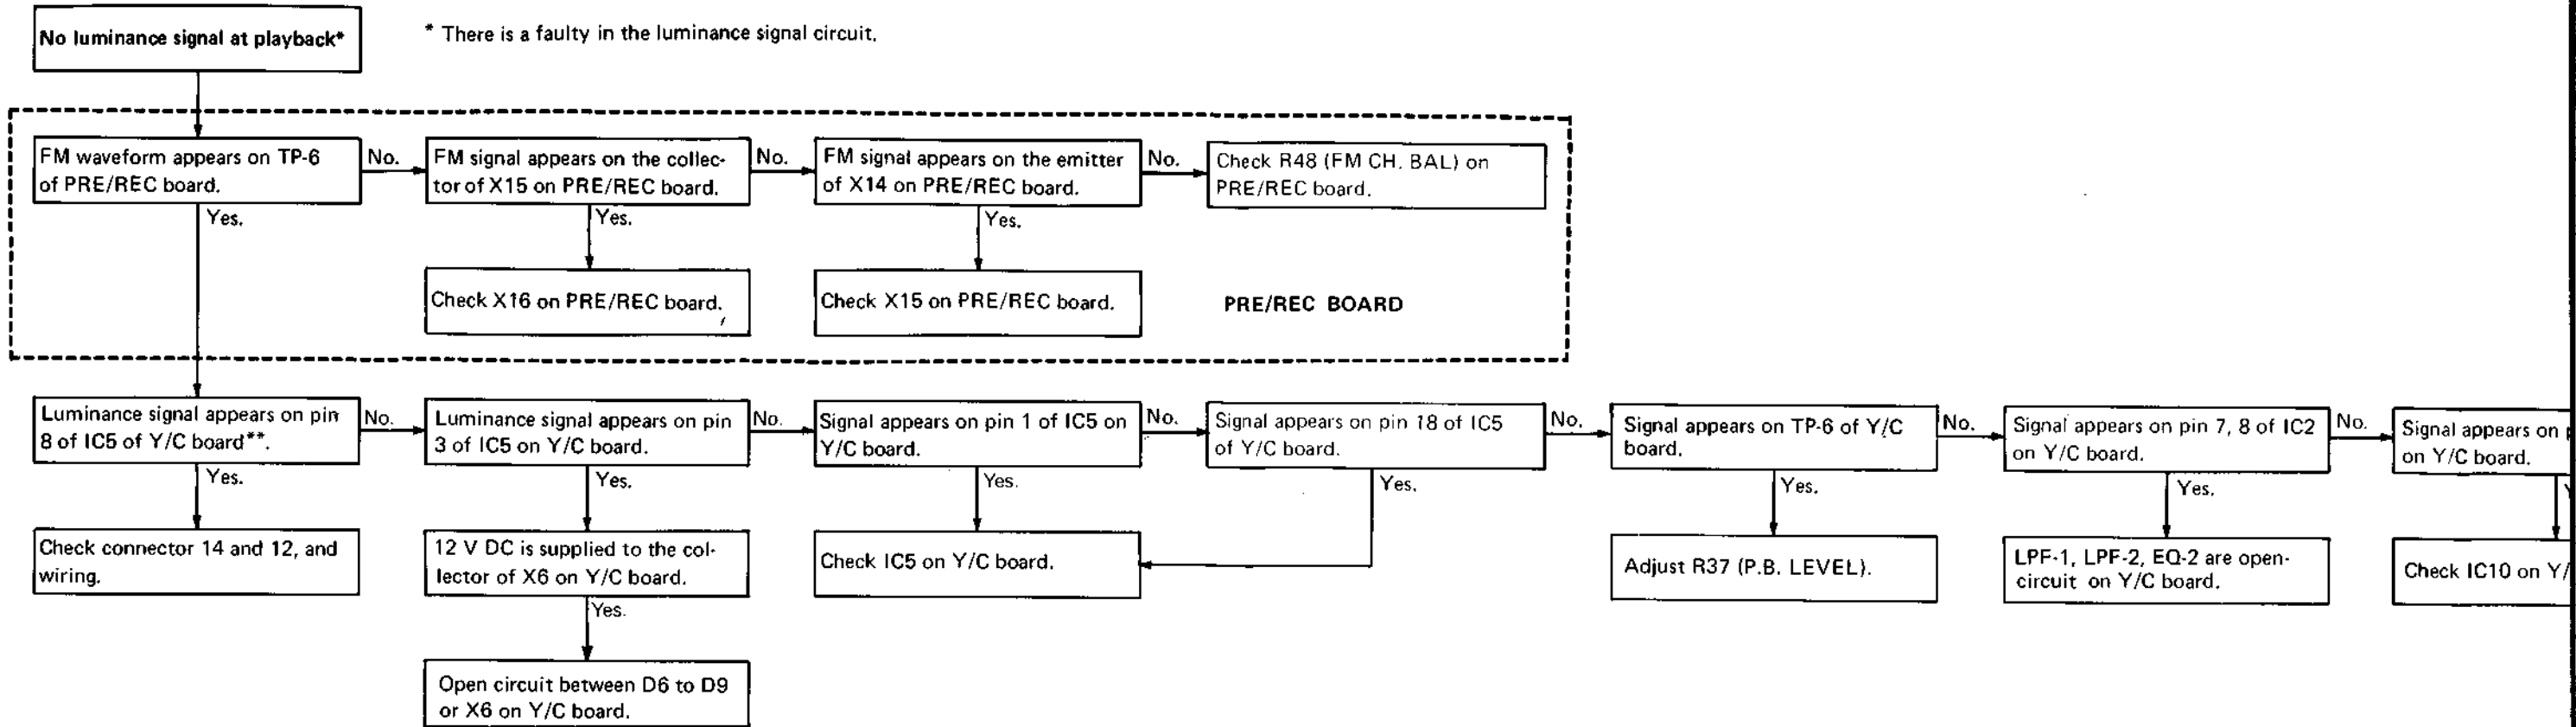 No luminance signal at playback*
* There is a faulty in the luminance signal circuit.
FM waveform appears on TP-6
of PRE/REC board.
No.
FM signal appears on the collec-
tor of X15 on PRE/REC board.
No.
FM signal appears on the emitter
of X14 on PRE/REC board.
No.
Check R48 (FM CH. BAL) on
PRE/REC board.
Yes.
Yes.
Yes.
Check X16 on PRE/REC board.
Check X15 on PRE/REC board.
PRE/REC BOARD
Luminance signal appears on pin
8 of IC5 of Y/C board**.
No.
Luminance signal appears on pin
3 of IC5 on Y/C board.
No.
Signal appears on pin 1 of IC5 on
Y/C board.
No.
Signal appears on pin 18 of IC5
of Y/C board.
No.
Signal appears on TP-6 of Y/C
board.
No.
Signal appears on pin 7, 8 of IC2
on Y/C board.
No.
Signal appears on
on Y/C board.
Yes.
Yes.
Yes.
Yes.
Yes.
Yes.
Check connector 14 and 12, and
wiring.
12 V DC is supplied to the col-
lector of X6 on Y/C board.
Check IC5 on Y/C board.
Adjust R37 (P.B. LEVEL).
LPF-1, LPF-2, EQ-2 are open-
circuit on Y/C board.
Check IC10 on Y/
Yes.
Open circuit between D6 to D9
or X6 on Y/C board.